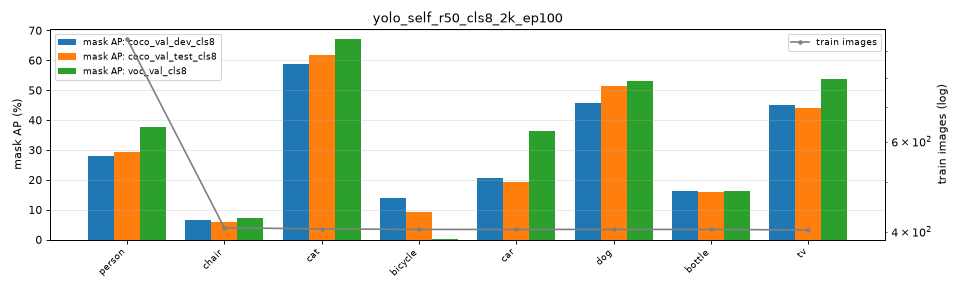 yolo_self_r50_cls8_2k_ep100
mask AP: coco_val_dev_cls8
mask AP: coco_val_test_cls8
mask AP: voc_val_cls8
train images
mask AP (%)
70
60
50
40
30
20
10
0
train images (log)
6 × 10²
4 × 10²
person
chair
cat
bicycle
car
dog
bottle
tv